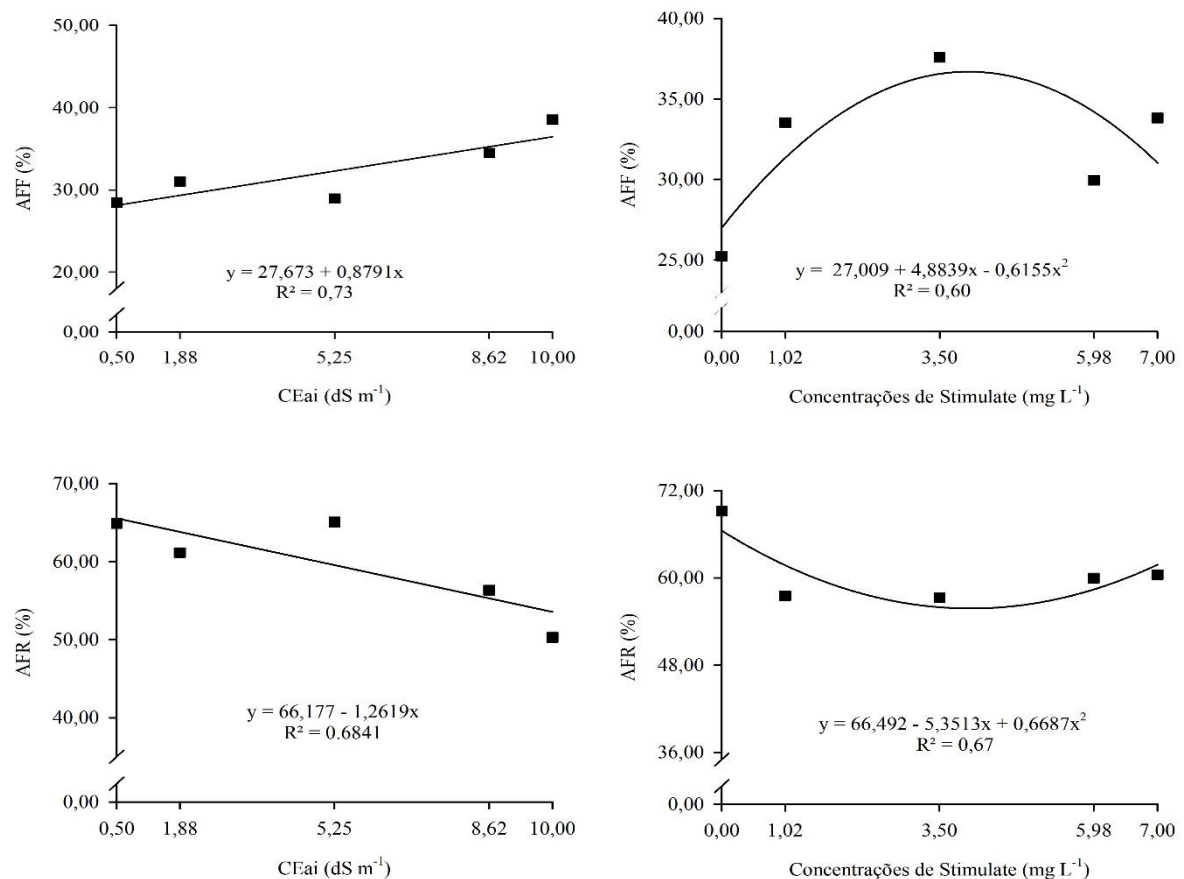 50,00
40,00
30,00
20,00
0,00
AFF (%)
y = 27,673 + 0,8791x
R² = 0,73
0,50 1,88 5,25 8,62 10,00
CEai (dS m⁻¹)
40,00
35,00
30,00
25,00
0,00
AFF (%)
y = 27,009 + 4,8839x - 0,6155x²
R² = 0,60
0,00 1,02 3,50 5,98 7,00
Concentrações de Stimulate (mg L⁻¹)
70,00
60,00
50,00
40,00
0,00
AFR (%)
y = 66,177 - 1,2619x
R² = 0.6841
0,50 1,88 5,25 8,62 10,00
CEai (dS m⁻¹)
72,00
60,00
48,00
36,00
0,00
AFR (%)
y = 66,492 - 5,3513x + 0,6687x²
R² = 0,67
0,00 1,02 3,50 5,98 7,00
Concentrações de Stimulate (mg L⁻¹)